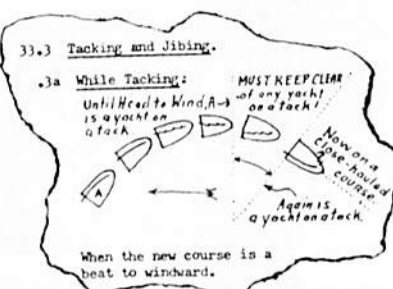 33.3 Tacking and Jibing.
.3a While Tacking:
Until Head to Wind, A→
is a yacht on
a tack
MUST KEEP CLEAR
of any yacht
on a tack!
Now on a
close-hauled
COURSE
A
Again is
a yacht on a tack
When the new course is a
beat to windward.